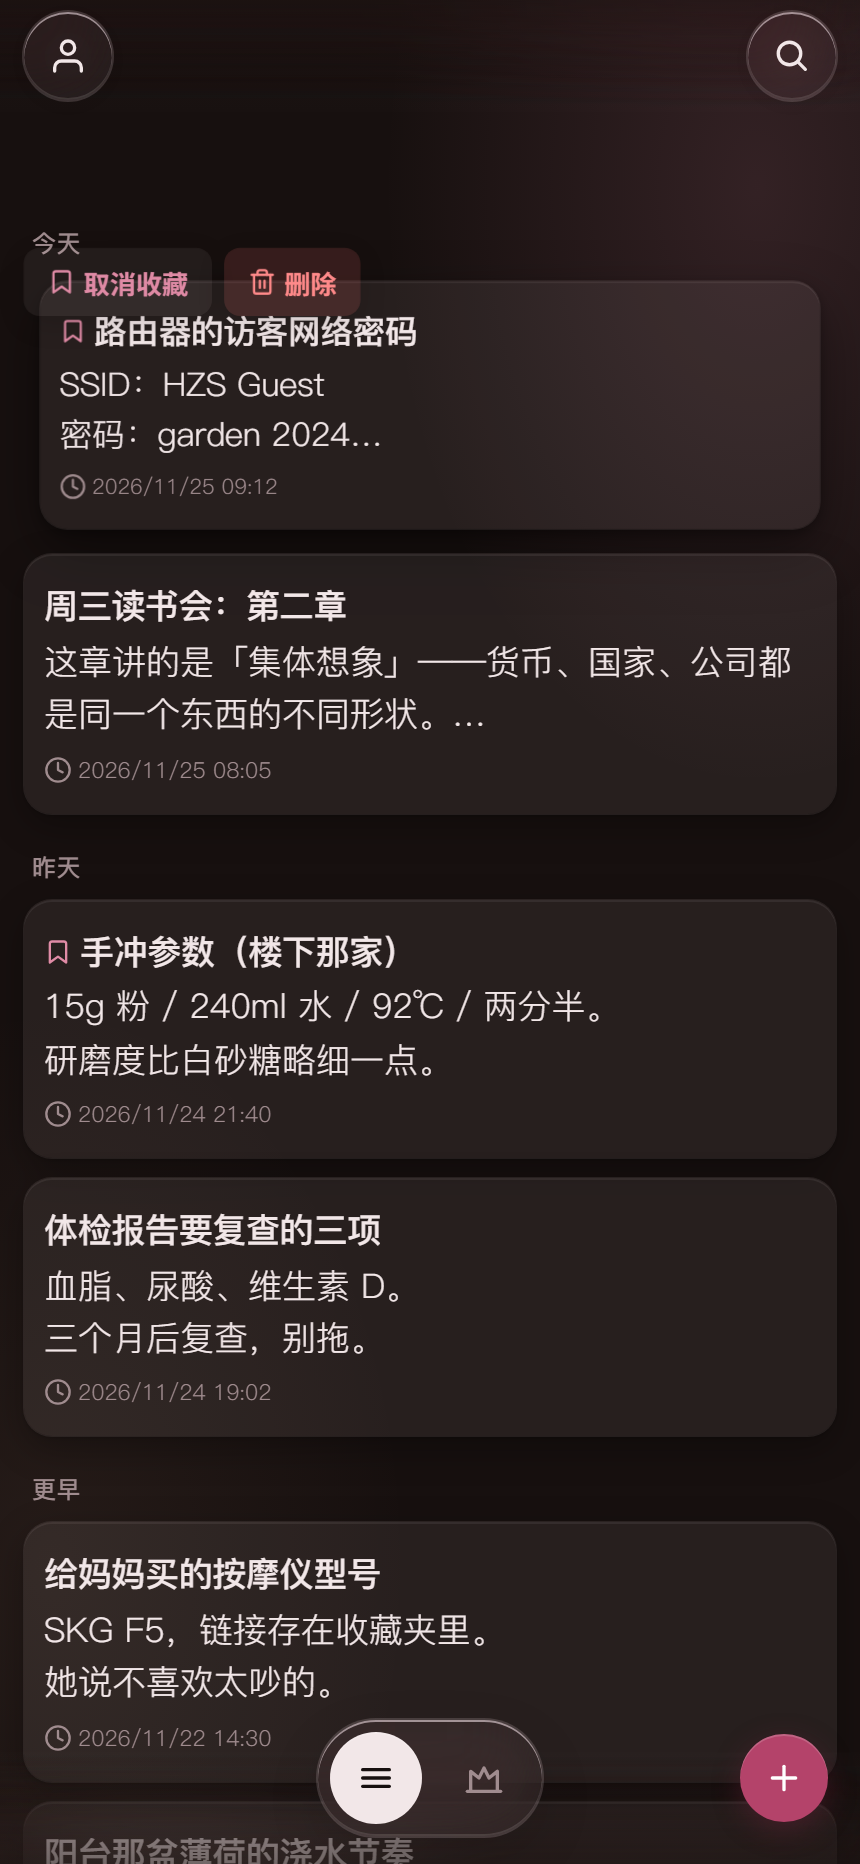 今天
取消收藏 删除
路由器的访客网络密码
SSID：HZS Guest
密码：garden 2024...
2026/11/25 09:12
周三读书会：第二章
这章讲的是「集体想象」——货币、国家、公司都
是同一个东西的不同形状。...
2026/11/25 08:05
昨天
手冲参数（楼下那家）
15g 粉 / 240ml 水 / 92℃ / 两分半。
研磨度比白砂糖略细一点。
2026/11/24 21:40
体检报告要复查的三项
血脂、尿酸、维生素 D。
三个月后复查，别拖。
2026/11/24 19:02
更早
给妈妈买的按摩仪型号
SKG F5，链接存在收藏夹里。
她说不喜欢太吵的。
2026/11/22 14:30
阳台那盆薄荷的浇水节奏